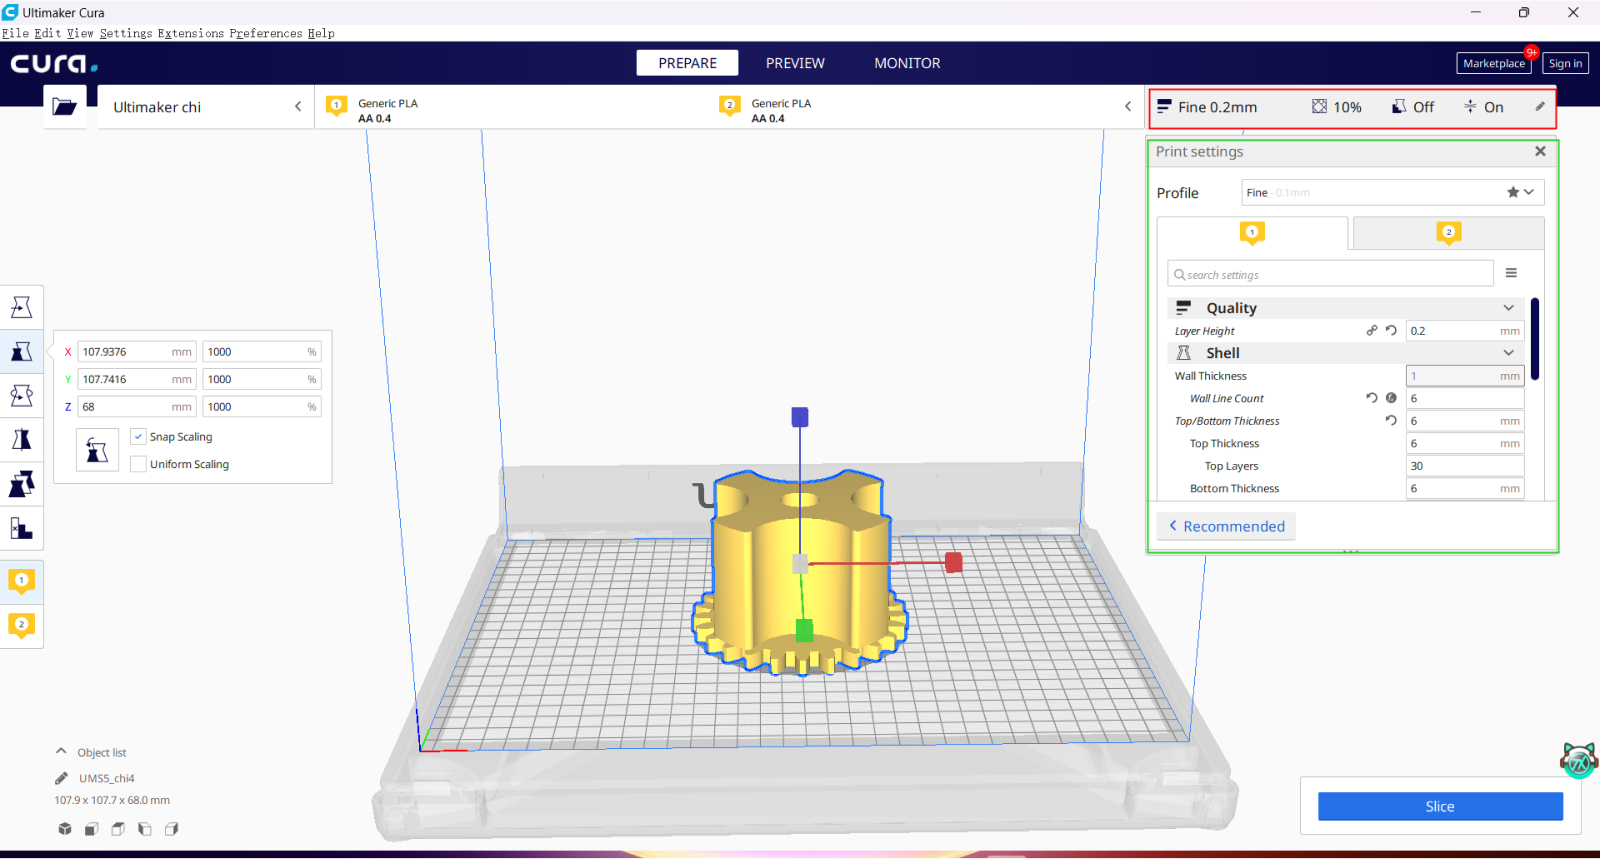 Ultimaker Cura
File Edit View Settings Extensions Preferences Help
cura.
PREPARE PREVIEW MONITOR
Marketplace 9+ Sign in
Ultimaker chi
1 Generic PLA
AA 0.4
2 Generic PLA
AA 0.4
Fine 0.2mm 10% Off On
Print settings
Profile Fine - 0.1mm
1 2
search settings
Quality
Layer Height 0.2 mm
Shell
Wall Thickness 1 mm
Wall Line Count 6
Top/Bottom Thickness 6 mm
Top Thickness 6 mm
Top Layers 30
Bottom Thickness 6 mm
Recommended
X 107.9376 mm 1000 %
Y 107.7416 mm 1000 %
Z 68 mm 1000 %
Snap Scaling
Uniform Scaling
U
1
2
Object list
UMS5_chi4
107.9 x 107.7 x 68.0 mm
Slice